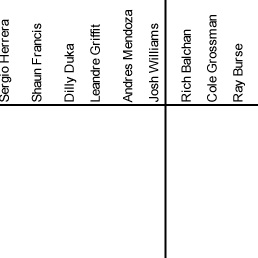 Sergio Herrera
Shaun Francis
Dilly Duka
Leandre Griffit
Andres Mendoza
Josh Williams
Rich Balchan
Cole Grossman
Ray Burse